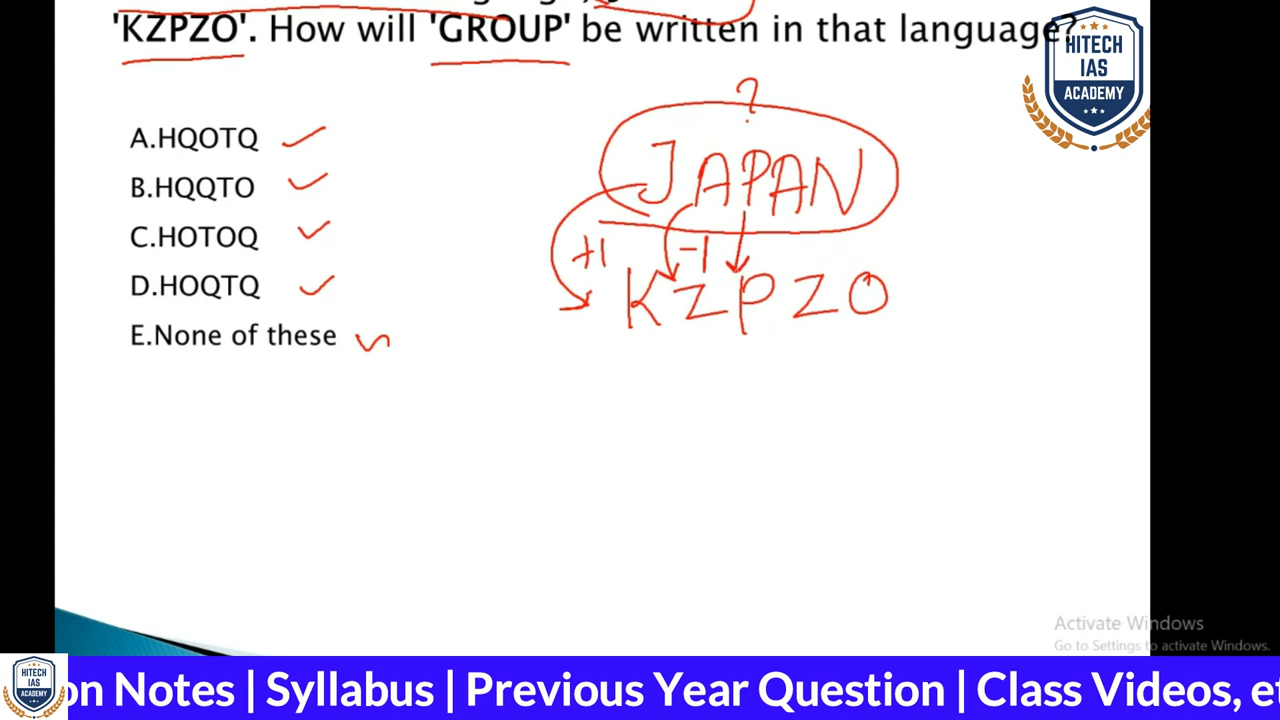 'KZPZO'. How will 'GROUP' be written in that language?
HITECH
IAS
ACADEMY
?
A.HQOTQ
JAPAN
B.HQQTO
C.HOTOQ
+1
-1
D.HOQTQ
KZPZO
E.None of these
Activate Windows
Go to Settings to activate Windows.
HITECH
IAS
ACADEMY
on Notes | Syllabus | Previous Year Question | Class Videos, et